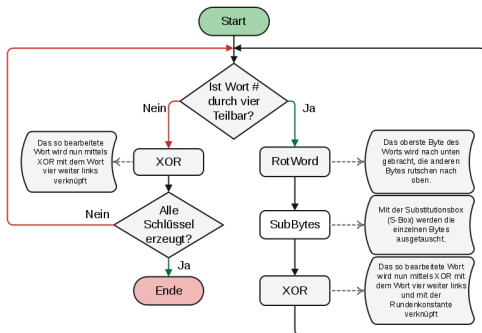 Start
Ist Wort #
durch vier
Teilbar?
Nein
Ja
Das so bearbeitete
Wort wird nun mittels
XOR mit dem Wort
vier weiter links
verknüpft
XOR
RotWord
Das oberste Byte des
Worts wird nach unten
gebracht, die anderen
Bytes rutschen nach
oben.
Nein
Alle
Schlüssel
erzeugt?
SubBytes
Mit der Substitutionsbox
(S-Box) werden die
einzelnen Bytes
ausgetauscht.
Ja
Ende
XOR
Das so bearbeitete Wort
wird nun mittels XOR mit
dem Wort vier weiter links
und mit der
Rundenkonstante
verknüpft